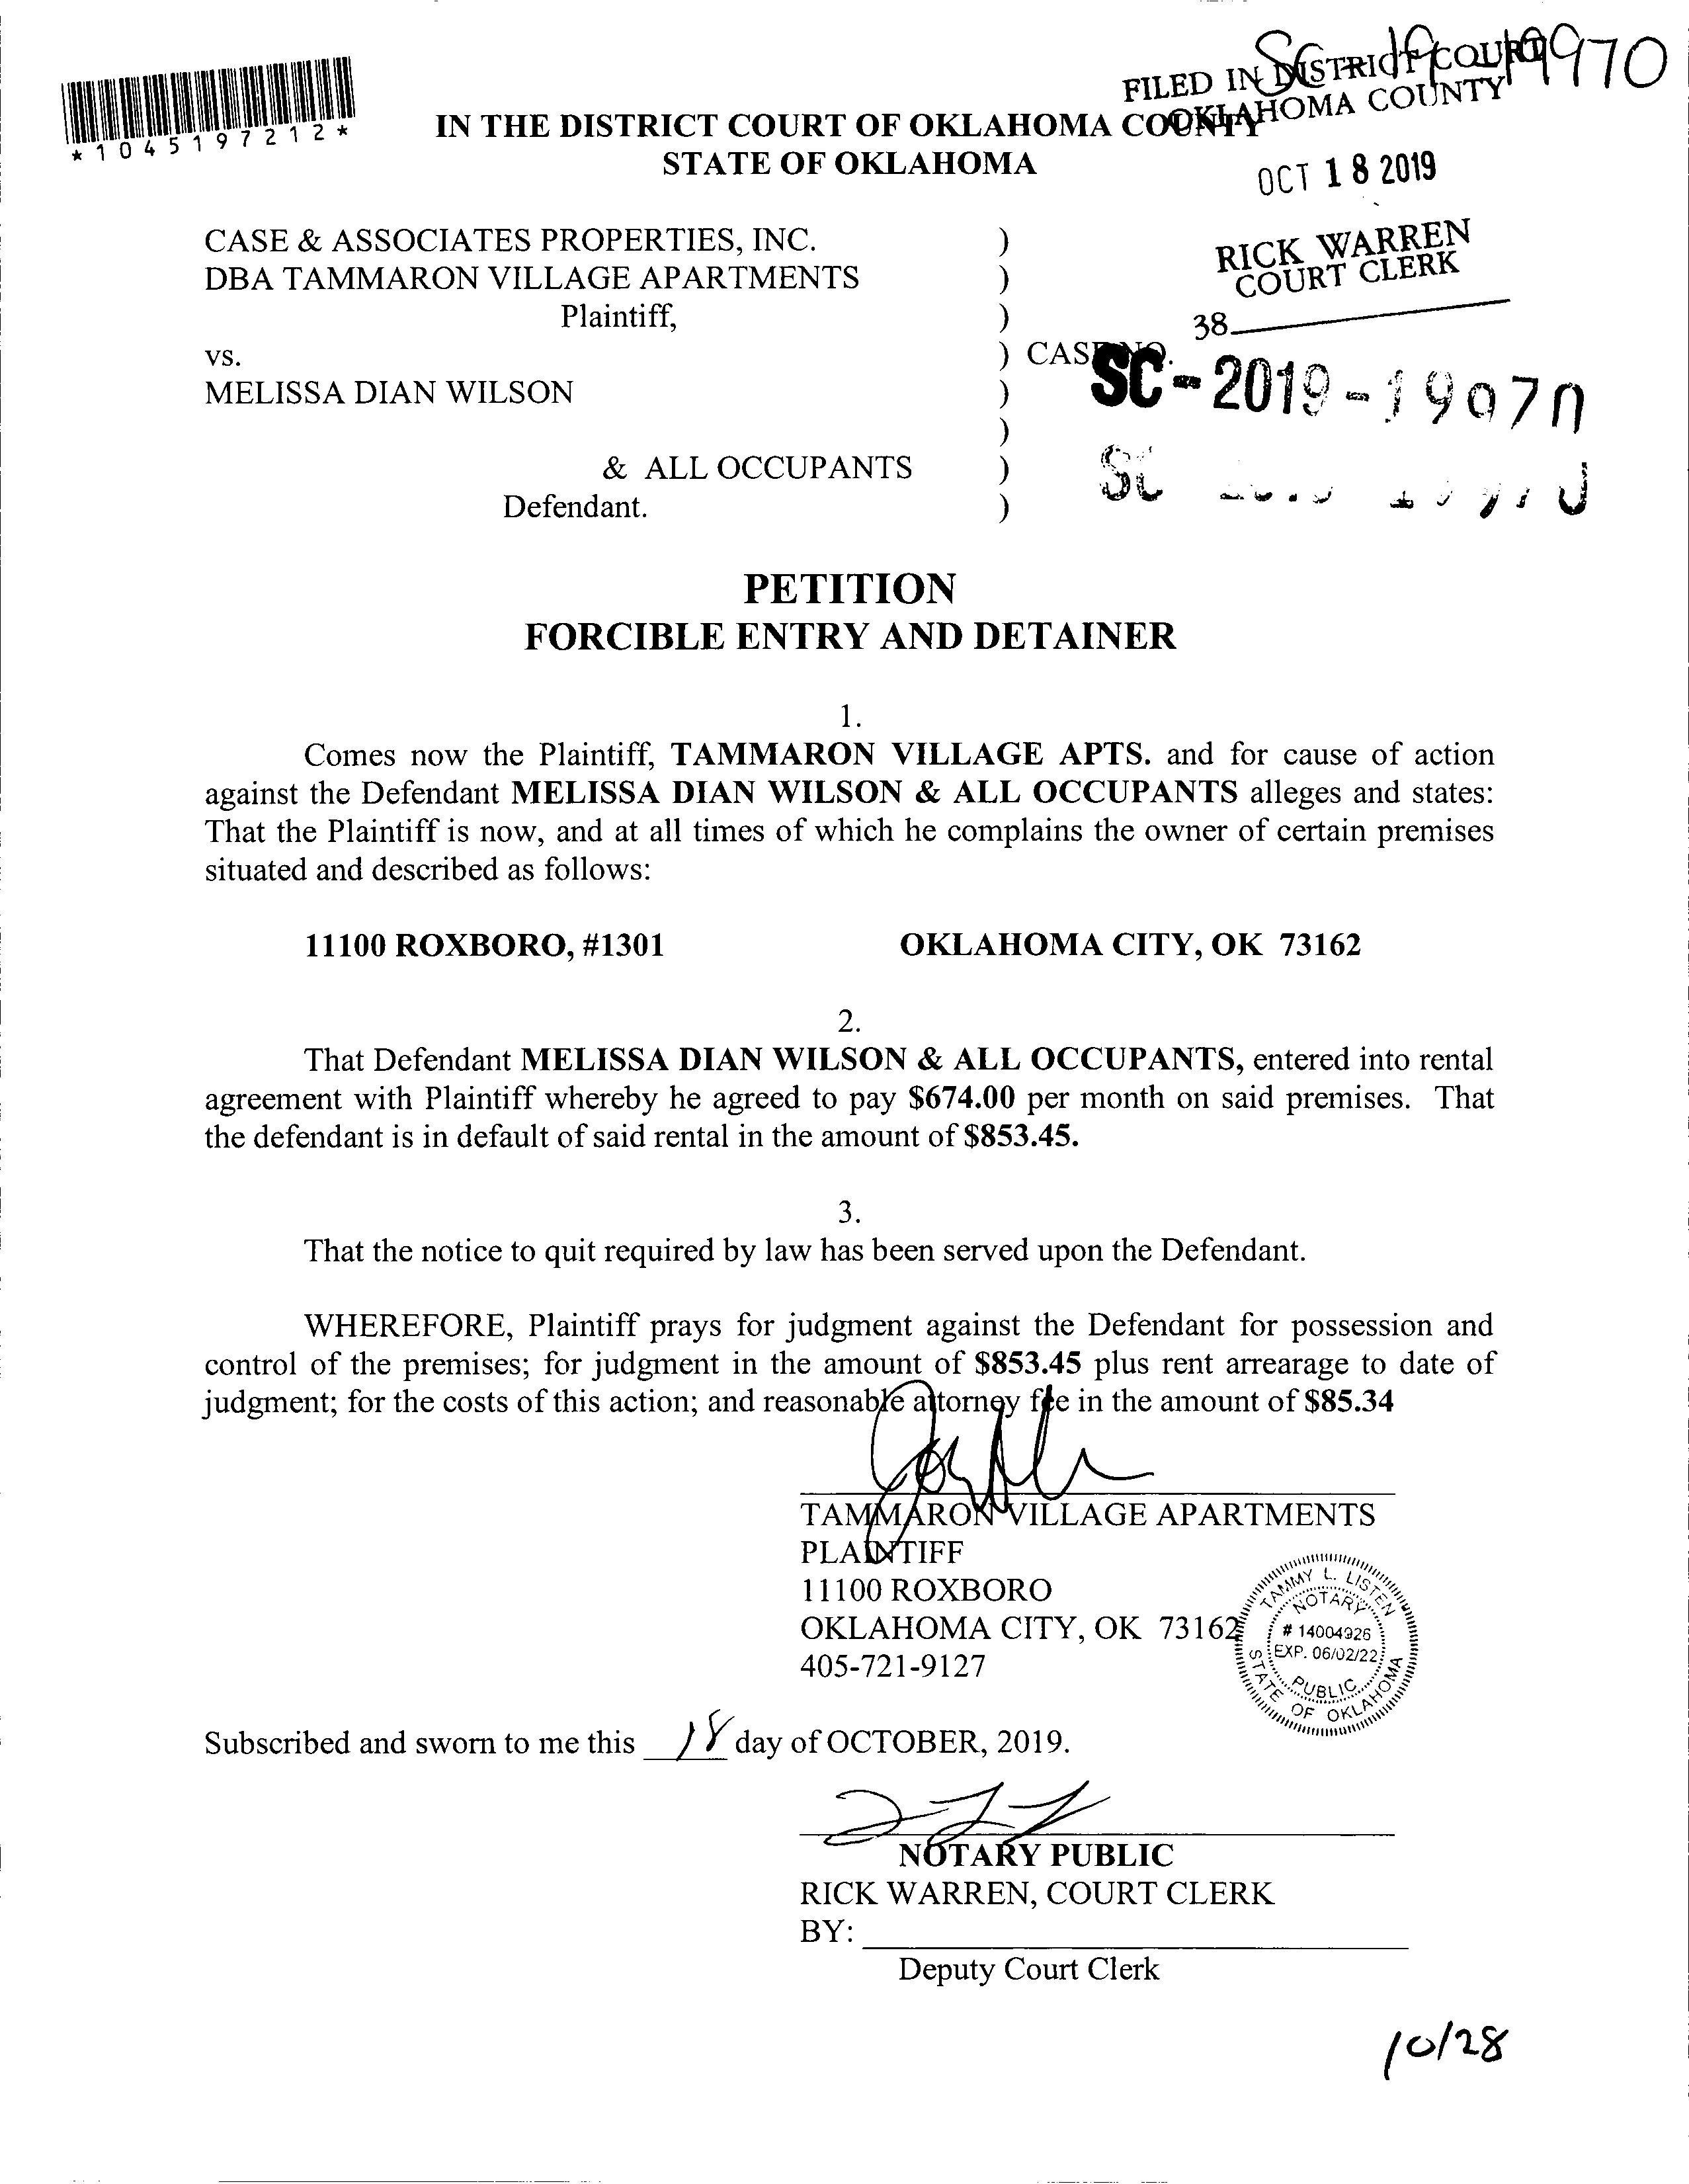 SC-19-19970
FILED IN DISTRICT COURT
OKLAHOMA COUNTY
*1045197212*
IN THE DISTRICT COURT OF OKLAHOMA COUNTY
STATE OF OKLAHOMA
OCT 18 2019
CASE & ASSOCIATES PROPERTIES, INC. )
DBA TAMMARON VILLAGE APARTMENTS )
Plaintiff, )
RICK WARREN
COURT CLERK
38
vs. ) CASE NO.
SC-2019-19970
MELISSA DIAN WILSON )
)
& ALL OCCUPANTS )
Defendant. )
SC
PETITION
FORCIBLE ENTRY AND DETAINER
1.
Comes now the Plaintiff, TAMMARON VILLAGE APTS. and for cause of action
against the Defendant MELISSA DIAN WILSON & ALL OCCUPANTS alleges and states:
That the Plaintiff is now, and at all times of which he complains the owner of certain premises
situated and described as follows:
11100 ROXBORO, #1301 OKLAHOMA CITY, OK 73162
2.
That Defendant MELISSA DIAN WILSON & ALL OCCUPANTS, entered into rental
agreement with Plaintiff whereby he agreed to pay $674.00 per month on said premises. That
the defendant is in default of said rental in the amount of $853.45.
3.
That the notice to quit required by law has been served upon the Defendant.
WHEREFORE, Plaintiff prays for judgment against the Defendant for possession and
control of the premises; for judgment in the amount of $853.45 plus rent arrearage to date of
judgment; for the costs of this action; and reasonable attorney fee in the amount of $85.34
TAMMARON VILLAGE APARTMENTS
PLAINTIFF
11100 ROXBORO
OKLAHOMA CITY, OK 73162
405-721-9127
TAMMY L. LISTEN
NOTARY
# 14004926
EXP. 06/02/22
PUBLIC
STATE OF OKLAHOMA
Subscribed and sworn to me this 18 day of OCTOBER, 2019.
NOTARY PUBLIC
RICK WARREN, COURT CLERK
BY:
Deputy Court Clerk
10/28